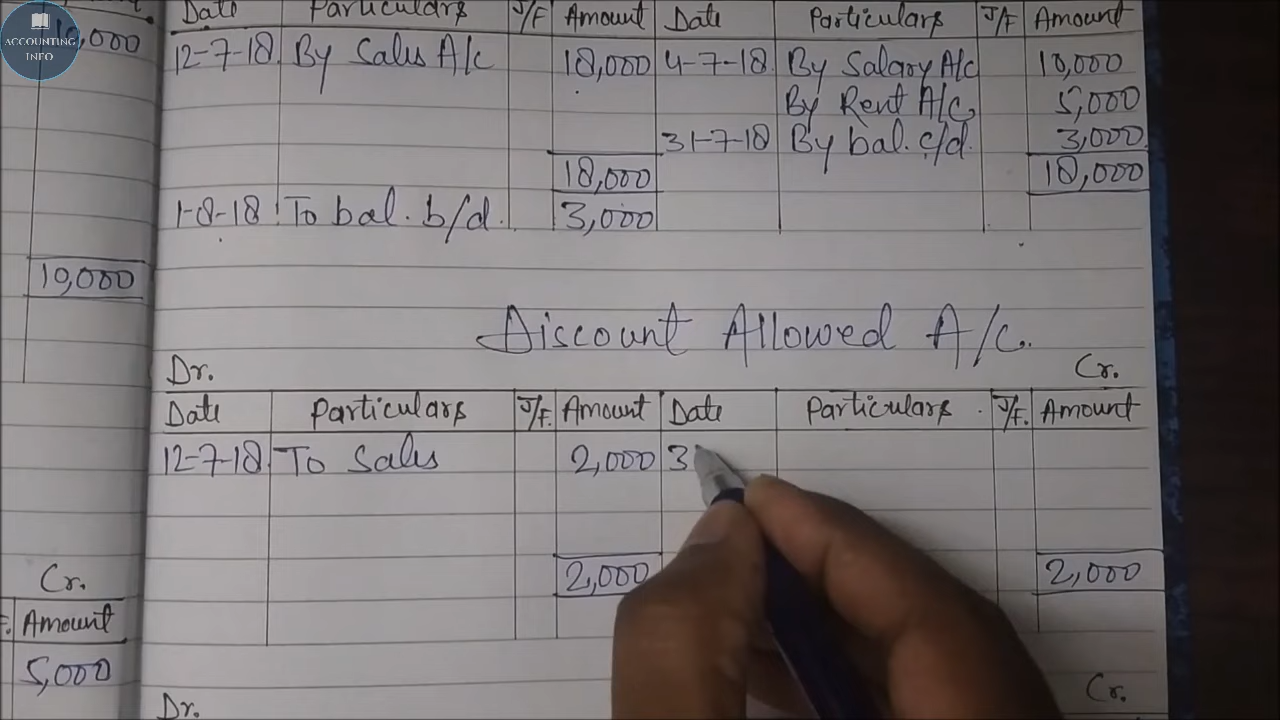 ACCOUNTING
INFO
10,000
Date Particulars J/F Amount Date Particulars J/F Amount
12-7-18 By Sales A/c 18,000 4-7-18 By Salary A/c 10,000
By Rent A/c 5,000
31-7-18 By bal. c/d. 3,000
18,000 18,000
1-8-18 To bal. b/d. 3,000
10,000
Discount Allowed A/c.
Dr. Cr.
Date Particulars J/F. Amount Date Particulars J/F. Amount
12-7-18 To Sales 2,000 3
2,000 2,000
Cr.
Amount
5,000
Dr. Cr.